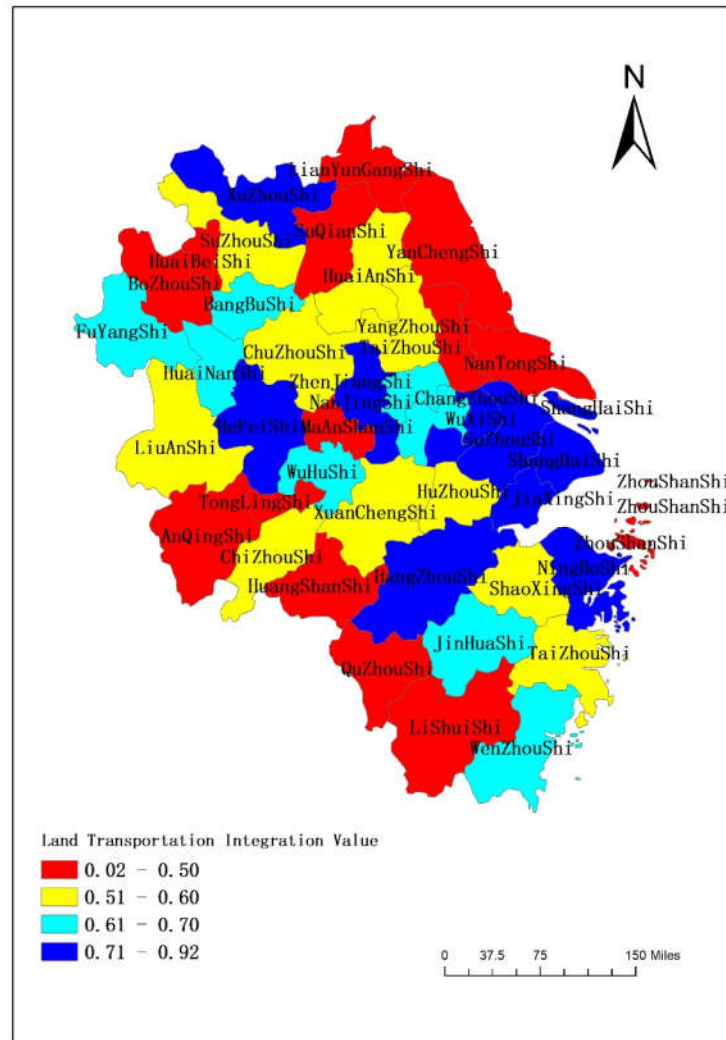 N
LianYunGangShi
XuZhouShi
SuQianShi
SuZhouShi
YanChengShi
HuaiBeiShi
HuaiAnShi
BoZhouShi
BangBuShi
YangZhouShi
FuYangShi
ChuZhouShi
TaiZhouShi
NanTongShi
HuaiNanShi
ZhenJiangShi
ChangZhouShi
NanJingShi
ShangHaiShi
WuXiShi
HeFeiShi
MaAnShanShi
SuZhouShi
LiuAnShi
ShangHaiShi
WuHuShi
ZhouShanShi
HuZhouShi
JiaXingShi
TongLingShi
ZhouShanShi
XuanChengShi
AnQingShi
ZhouShanShi
ChiZhouShi
NingBoShi
HangZhouShi
HuangShanShi
ShaoXingShi
JinHuaShi
TaiZhouShi
QuZhouShi
LiShuiShi
WenZhouShi
Land Transportation Integration Value
0.02 - 0.50
0.51 - 0.60
0.61 - 0.70
0.71 - 0.92
0 37.5 75 150 Miles